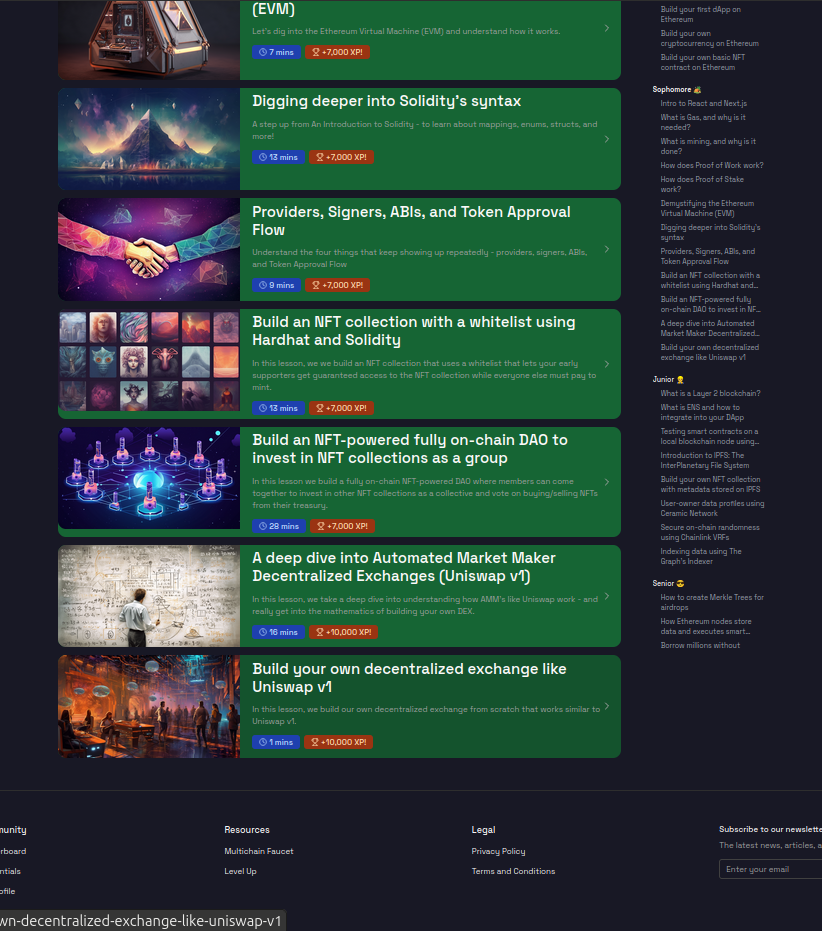 (EVM)
Let's dig into the Ethereum Virtual Machine (EVM) and understand how it works.
7 mins
+7,000 XP!
Digging deeper into Solidity's syntax
A step up from An Introduction to Solidity - to learn about mappings, enums, structs, and
more!
13 mins
+7,000 XP!
Providers, Signers, ABIs, and Token Approval
Flow
Understand the four things that keep showing up repeatedly - providers, signers, ABIs,
and Token Approval Flow
9 mins
+7,000 XP!
Build an NFT collection with a whitelist using
Hardhat and Solidity
In this lesson, we we build an NFT collection that uses a whitelist that lets your early
supporters get guaranteed access to the NFT collection while everyone else must pay to
mint.
13 mins
+7,000 XP!
Build an NFT-powered fully on-chain DAO to
invest in NFT collections as a group
In this lesson we build a fully on-chain NFT-powered DAO where members can come
together to invest in other NFT collections as a collective and vote on buying/selling NFTs
from their treasury.
28 mins
+7,000 XP!
A deep dive into Automated Market Maker
Decentralized Exchanges (Uniswap v1)
In this lesson, we take a deep dive into understanding how AMM's like Uniswap work - and
really get into the mathematics of building your own DEX.
16 mins
+10,000 XP!
Build your own decentralized exchange like
Uniswap v1
In this lesson, we build our own decentralized exchange from scratch that works similar to
Uniswap v1.
1 mins
+10,000 XP!
Build your first dApp on
Ethereum
Build your own
cryptocurrency on Ethereum
Build your own basic NFT
contract on Ethereum
Sophomore
Intro to React and Next.js
What is Gas, and why is it
needed?
What is mining, and why is it
done?
How does Proof of Work work?
How does Proof of Stake
work?
Demystifying the Ethereum
Virtual Machine (EVM)
Digging deeper into Solidity's
syntax
Providers, Signers, ABIs, and
Token Approval Flow
Build an NFT collection with a
whitelist using Hardhat and...
Build an NFT-powered fully
on-chain DAO to invest in NF...
A deep dive into Automated
Market Maker Decentralized...
Build your own decentralized
exchange like Uniswap v1
Junior
What is a Layer 2 blockchain?
What is ENS and how to
integrate into your DApp
Testing smart contracts on a
local blockchain node using...
Introduction to IPFS: The
InterPlanetary File System
Build your own NFT collection
with metadata stored on IPFS
User-owner data profiles using
Ceramic Network
Secure on-chain randomness
using Chainlink VRFs
Indexing data using The
Graph's Indexer
Senior
How to create Merkle Trees for
airdrops
How Ethereum nodes store
data and executes smart...
Borrow millions without
munity
rboard
ntials
ofile
Resources
Multichain Faucet
Level Up
Legal
Privacy Policy
Terms and Conditions
Subscribe to our newslette
The latest news, articles, a
Enter your email
wn-decentralized-exchange-like-uniswap-v1